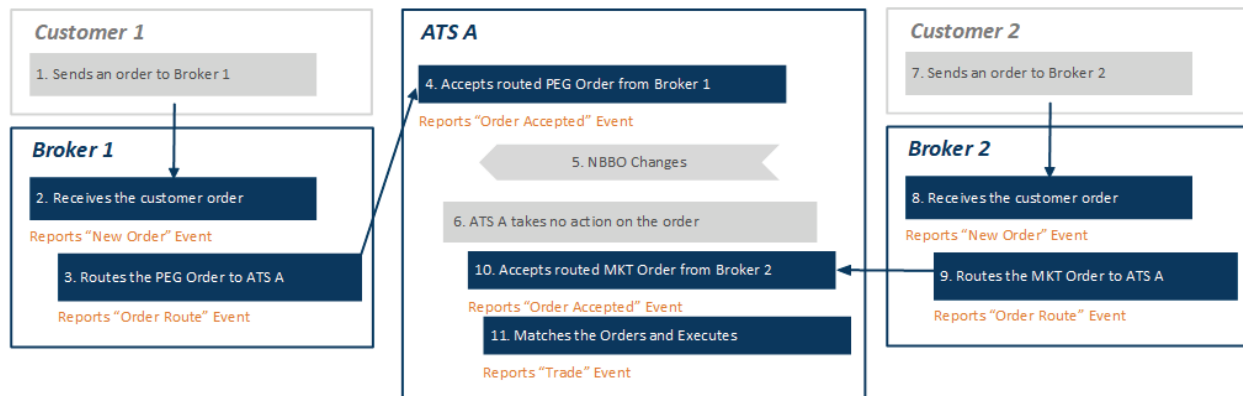 Customer 1
1. Sends an order to Broker 1
Broker 1
2. Receives the customer order
Reports "New Order" Event
3. Routes the PEG Order to ATS A
Reports "Order Route" Event
ATS A
4. Accepts routed PEG Order from Broker 1
Reports "Order Accepted" Event
5. NBBO Changes
6. ATS A takes no action on the order
10. Accepts routed MKT Order from Broker 2
Reports "Order Accepted" Event
11. Matches the Orders and Executes
Reports "Trade" Event
Customer 2
7. Sends an order to Broker 2
Broker 2
8. Receives the customer order
Reports "New Order" Event
9. Routes the MKT Order to ATS A
Reports "Order Route" Event